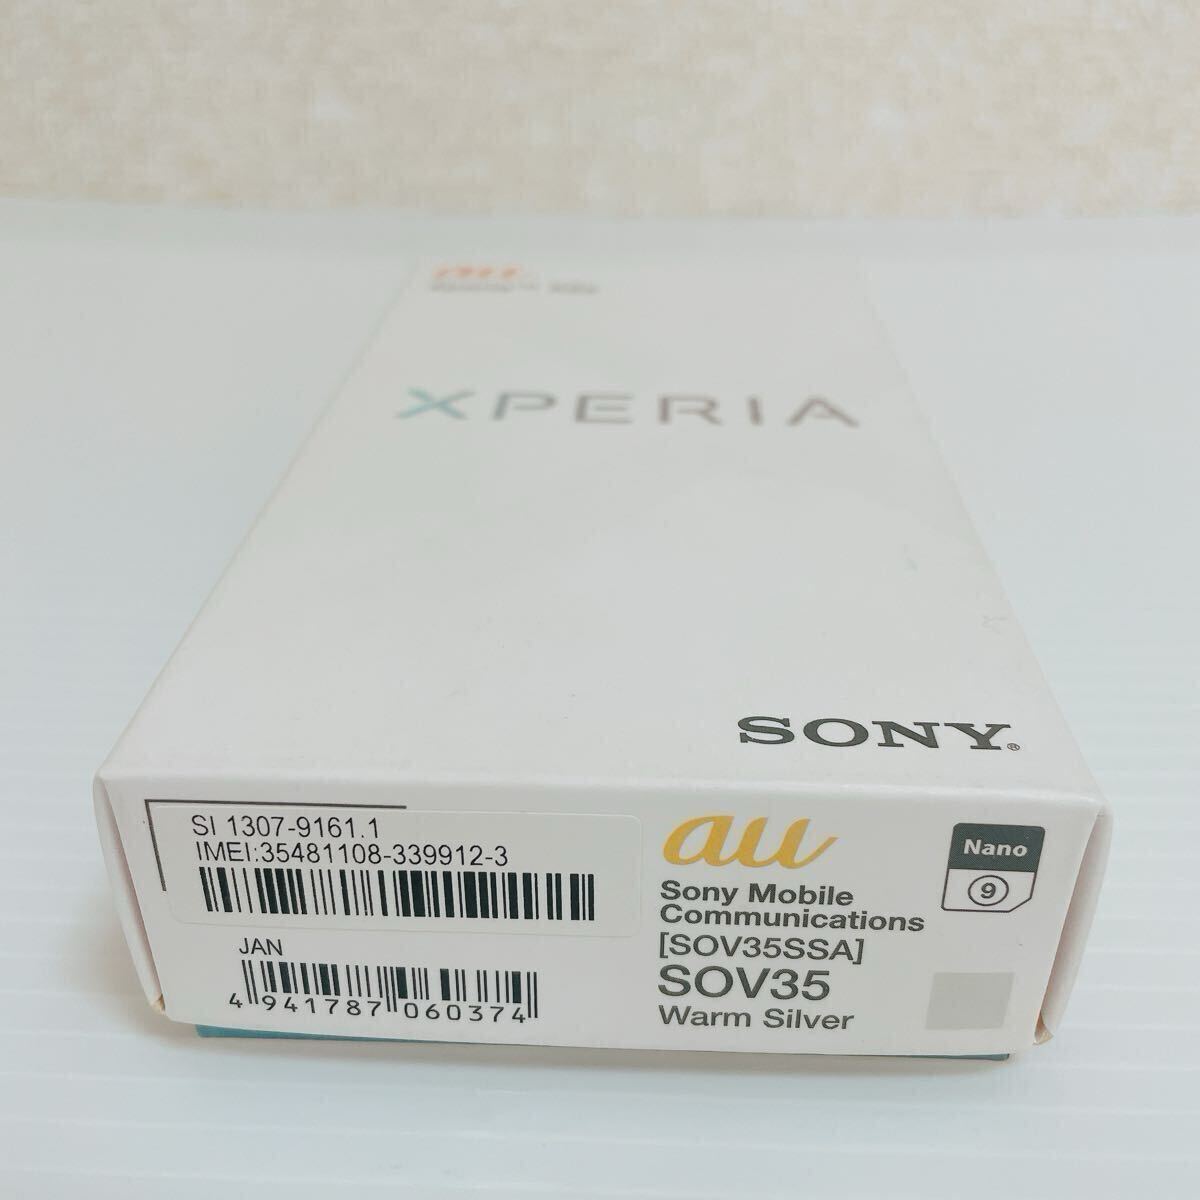 au
XPERIA
SONY®
SI 1307-9161.1
IMEI:35481108-339912-3
JAN
4 941787 060374
au
Sony Mobile
Communications
[SOV35SSA]
SOV35
Warm Silver
Nano
9